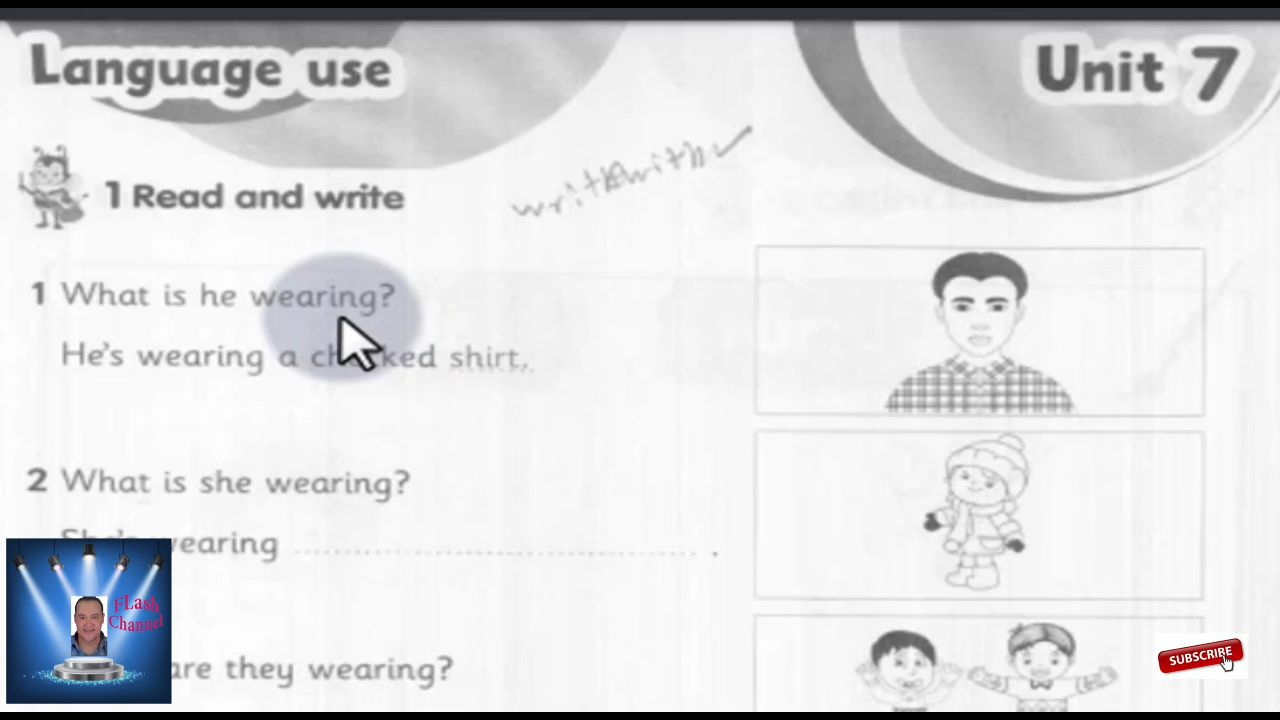 Language use
Unit 7
1 Read and write
1 What is he wearing?
He's wearing a checked shirt.
2 What is she wearing?
She's wearing .
are they wearing?
FLash
Channel
SUBSCRIBE